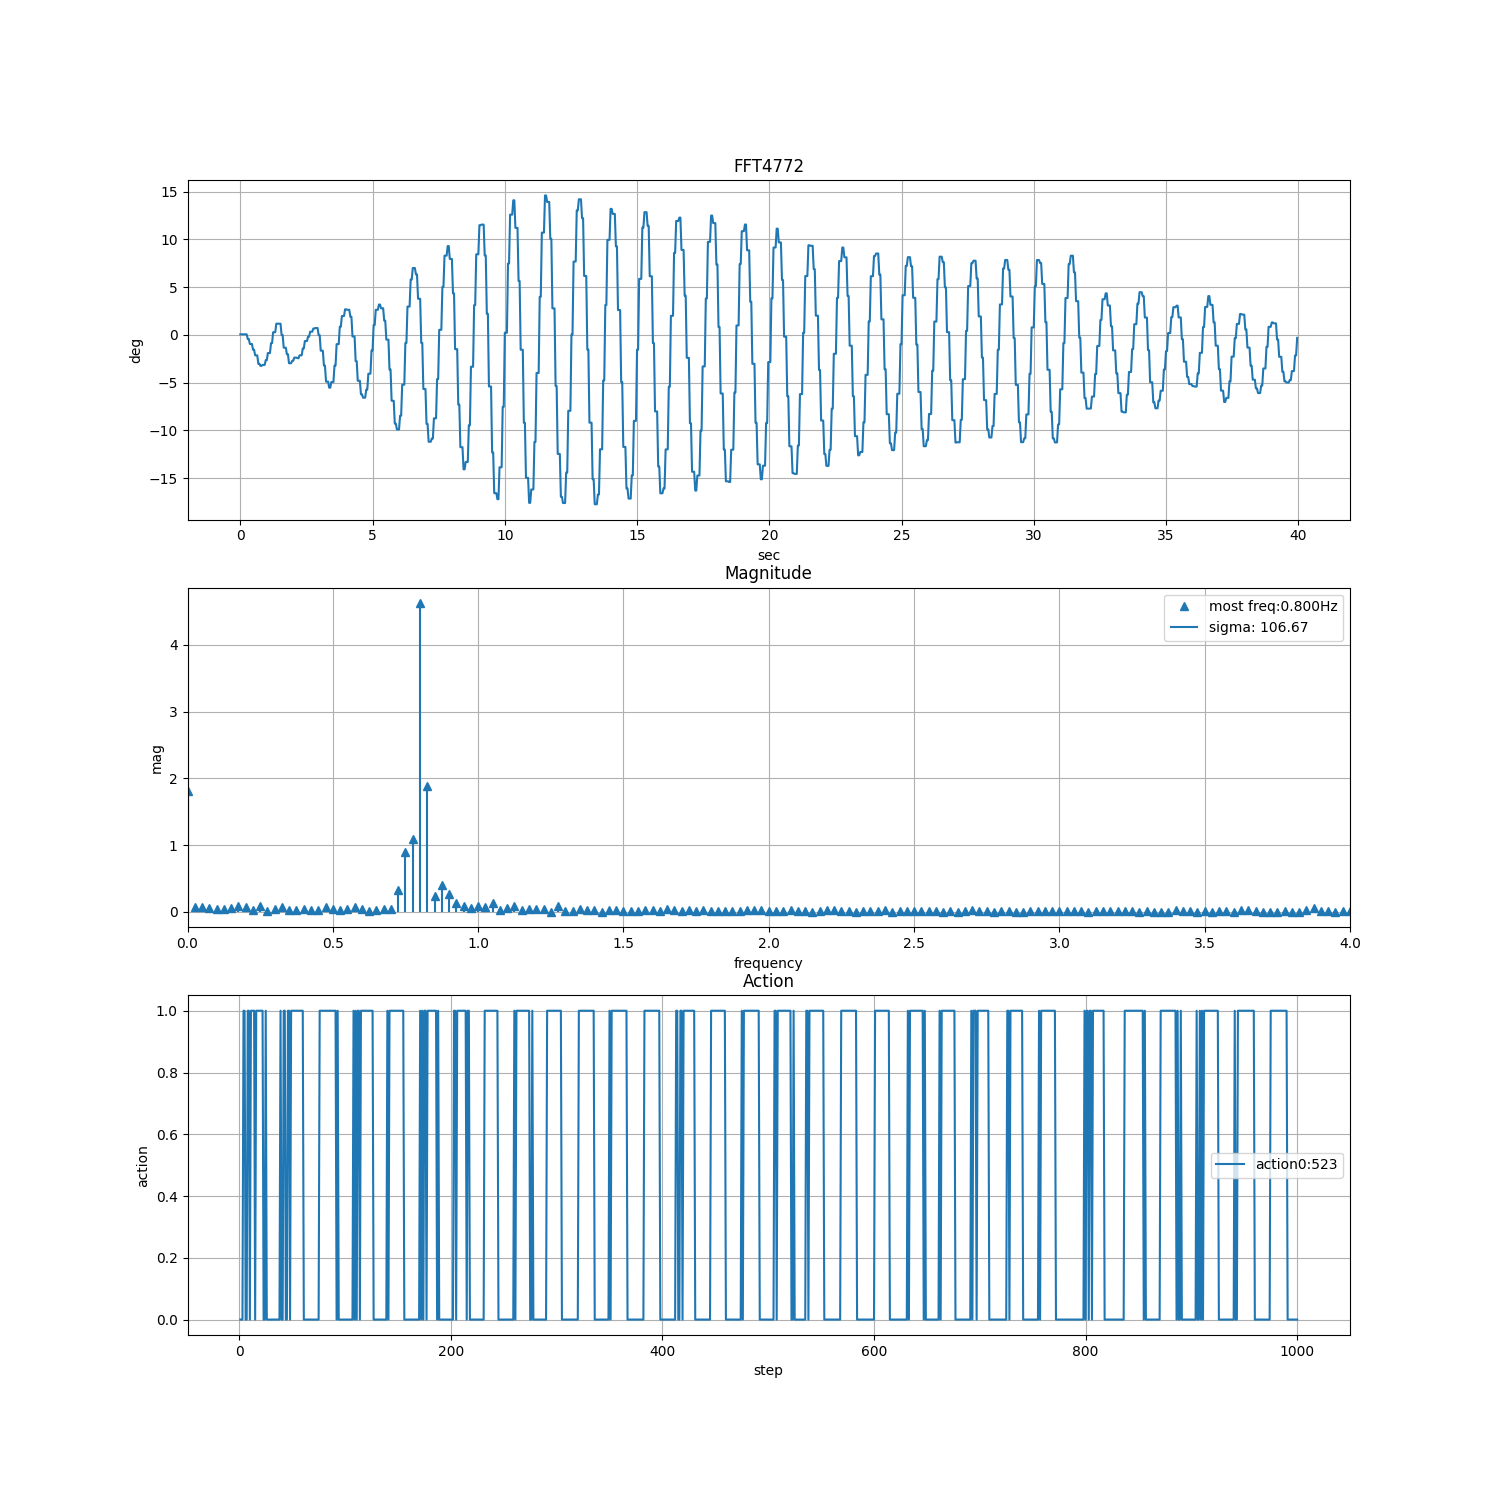 FFT4772
15
10
5
0
−5
−10
−15
deg
0 5 10 15 20 25 30 35 40
sec
Magnitude
most freq:0.800Hz
sigma: 106.67
4
3
2
1
0
mag
0.0 0.5 1.0 1.5 2.0 2.5 3.0 3.5 4.0
frequency
Action
1.0
0.8
0.6
0.4
0.2
0.0
action
action0:523
0 200 400 600 800 1000
step